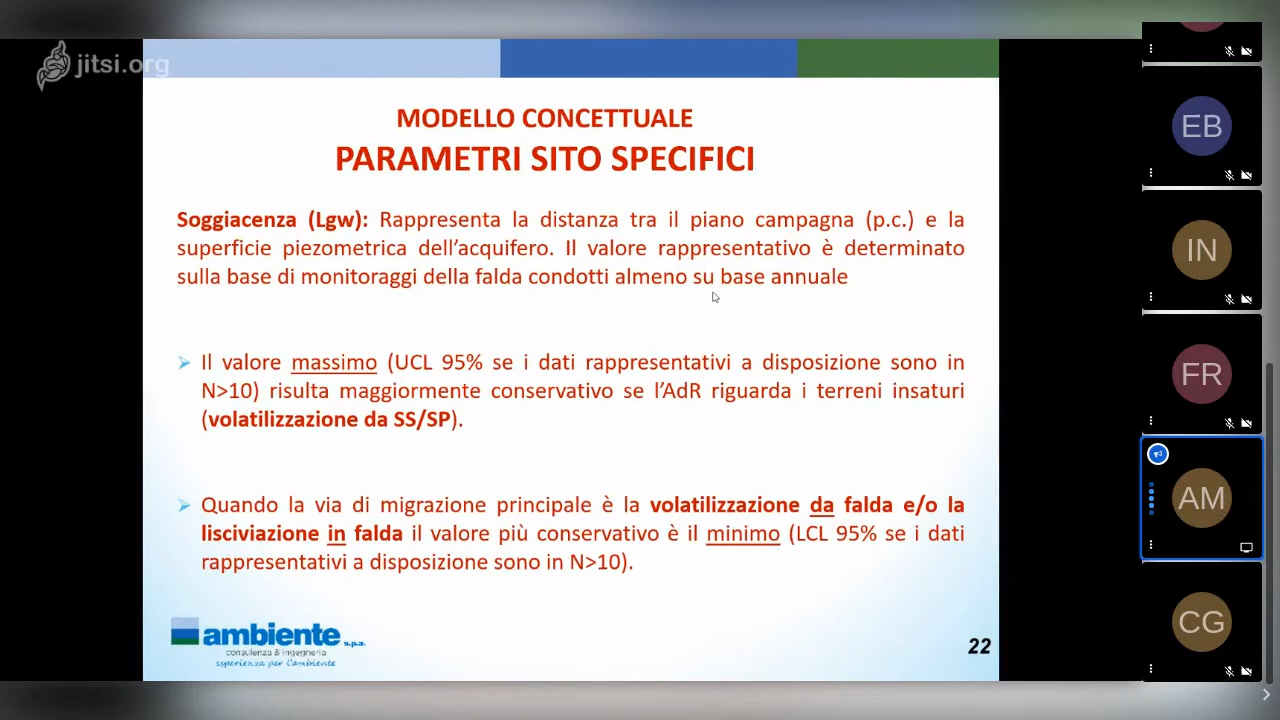 jitsi.org
MODELLO CONCETTUALE
PARAMETRI SITO SPECIFICI
Soggiacenza (Lgw): Rappresenta la distanza tra il piano campagna (p.c.) e la
superficie piezometrica dell’acquifero. Il valore rappresentativo è determinato
sulla base di monitoraggi della falda condotti almeno su base annuale
Il valore massimo (UCL 95% se i dati rappresentativi a disposizione sono in
N>10) risulta maggiormente conservativo se l’AdR riguarda i terreni insaturi
(volatilizzazione da SS/SP).
Quando la via di migrazione principale è la volatilizzazione da falda e/o la
lisciviazione in falda il valore più conservativo è il minimo (LCL 95% se i dati
rappresentativi a disposizione sono in N>10).
ambiente s.p.a.
consulenza & ingegneria
esperienza per l'ambiente
22
EB
IN
FR
AM
CG